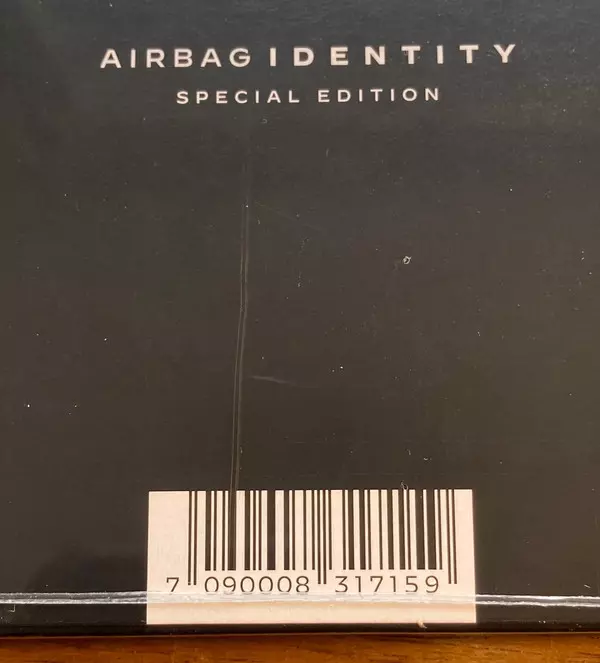 AIRBAG IDENTITY
SPECIAL EDITION
7 090008 317159